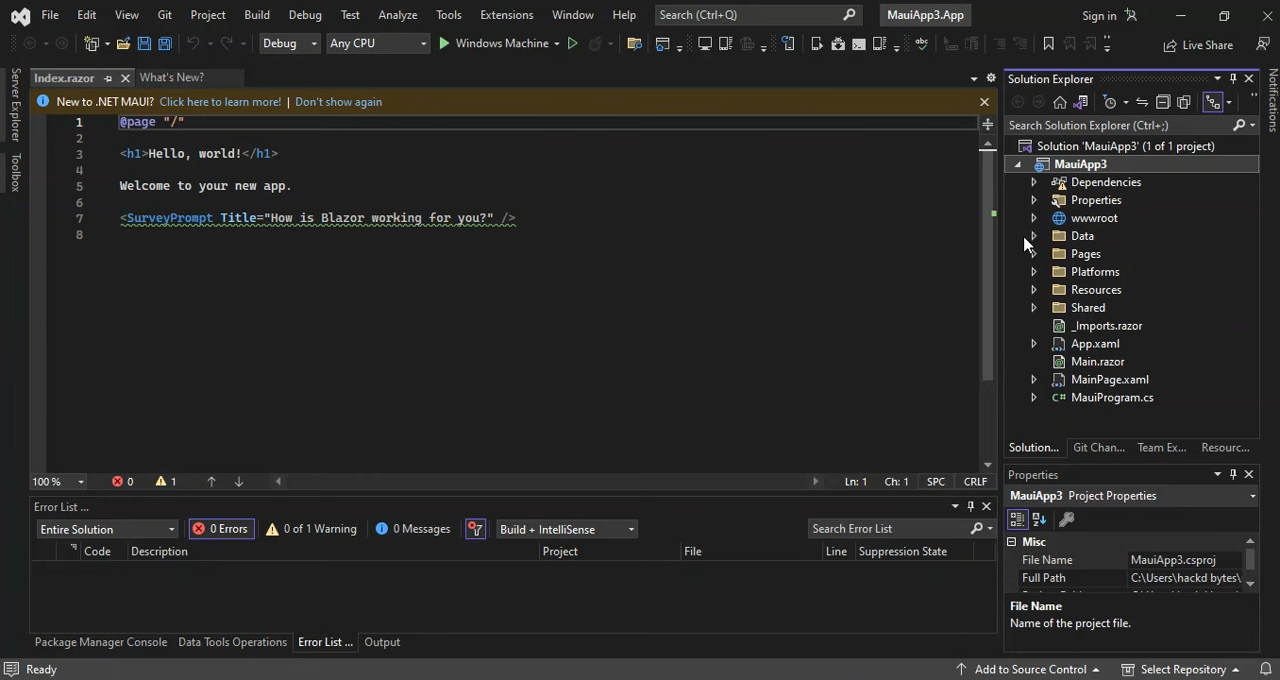 File Edit View Git Project Build Debug Test Analyze Tools Extensions Window Help Search (Ctrl+Q) MauiApp3.App Sign in
Debug Any CPU Windows Machine Live Share
Server Explorer
Toolbox
Index.razor What's New?
New to .NET MAUI? Click here to learn more! | Don't show again
1 @page "/"
2
3 <h1>Hello, world!</h1>
4
5 Welcome to your new app.
6
7 <SurveyPrompt Title="How is Blazor working for you?" />
8
100 % 0 1 Ln: 1 Ch: 1 SPC CRLF
Error List ...
Entire Solution 0 Errors 0 of 1 Warning 0 Messages Build + IntelliSense Search Error List
Code Description Project File Line Suppression State
Package Manager Console Data Tools Operations Error List ... Output
Solution Explorer
Search Solution Explorer (Ctrl+;)
Solution 'MauiApp3' (1 of 1 project)
MauiApp3
Dependencies
Properties
wwwroot
Data
Pages
Platforms
Resources
Shared
_Imports.razor
App.xaml
Main.razor
MainPage.xaml
C# MauiProgram.cs
Solution... Git Chan... Team Ex... Resourc...
Properties
MauiApp3 Project Properties
Misc
File Name MauiApp3.csproj
Full Path C:\Users\hackd bytes\
File Name
Name of the project file.
Notifications
Ready Add to Source Control Select Repository